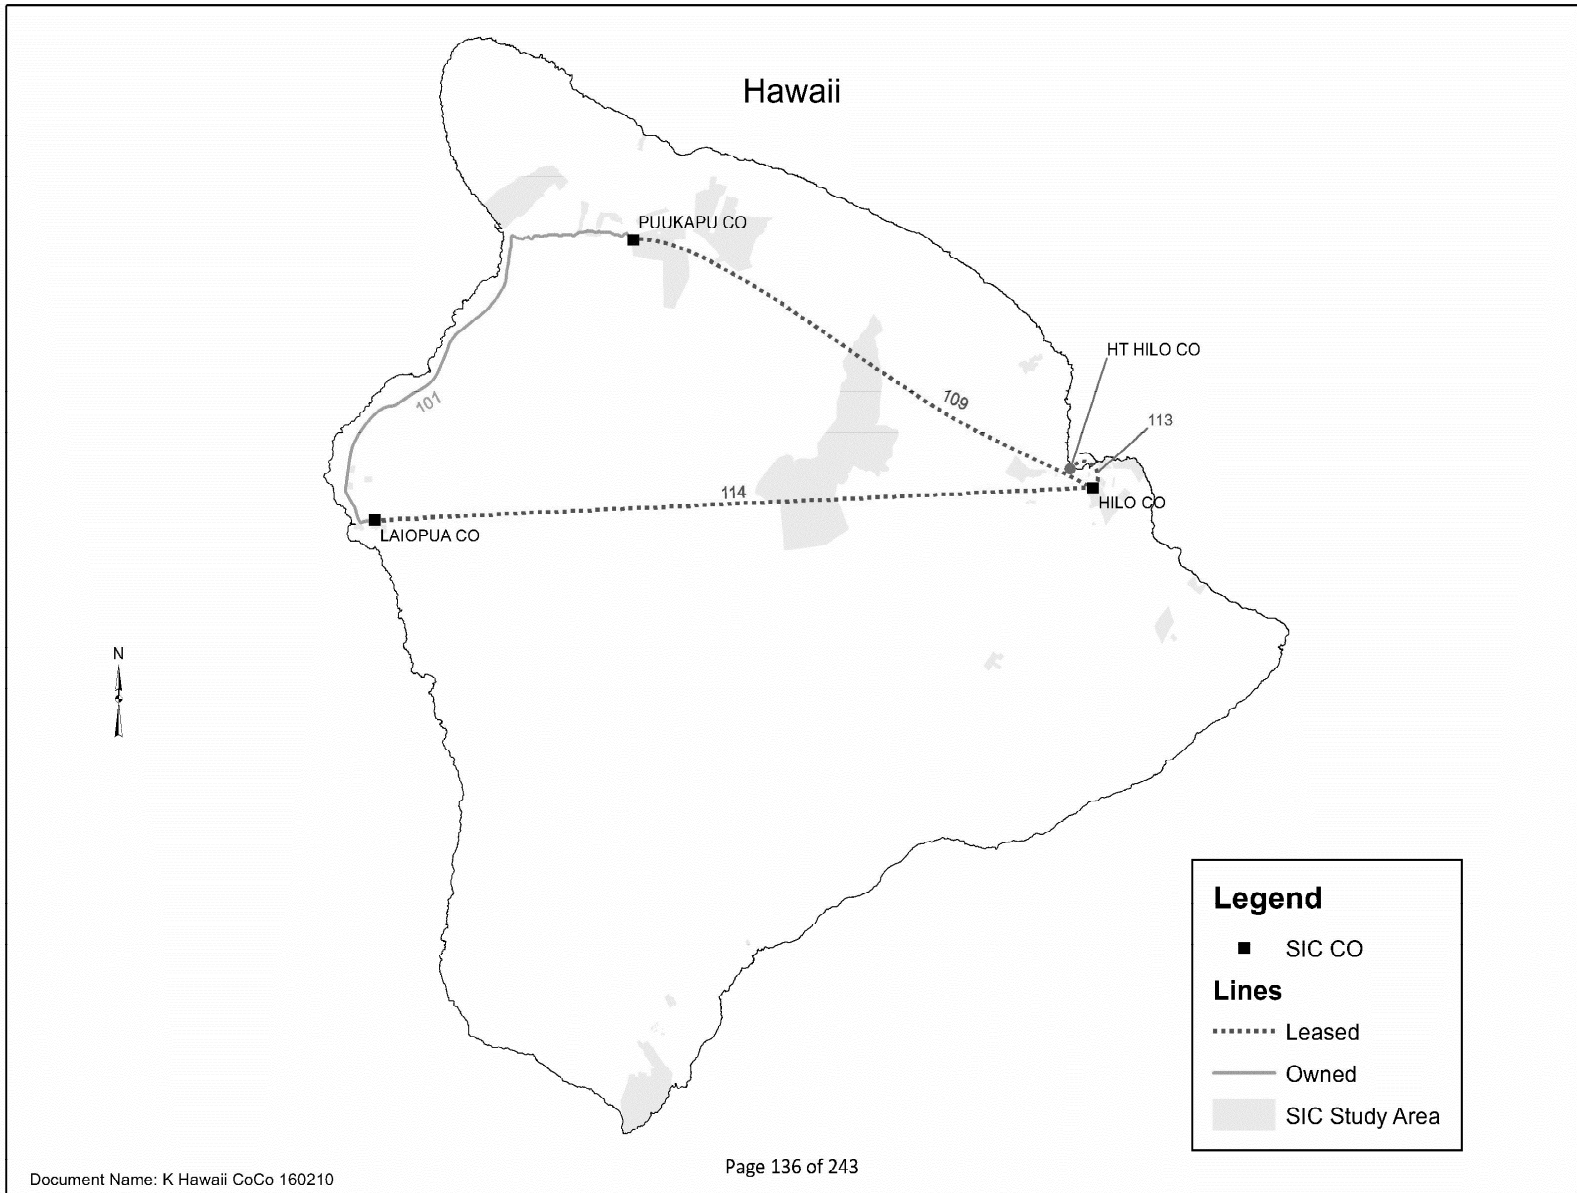 Hawaii
PUUKAPU CO
HT HILO CO
101
109
113
114
HILO CO
LAIOPUA CO
N
Legend
SIC CO
Lines
Leased
Owned
SIC Study Area
Page 136 of 243
Document Name: K Hawaii CoCo 160210